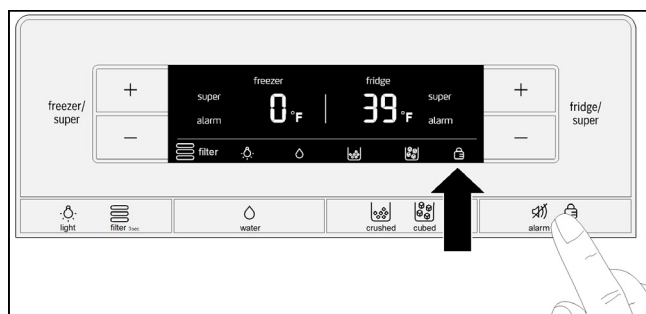 freezer fridge
super super
0°F 39°F
alarm alarm
filter
freezer/
super
+
—
+
—
fridge/
super
light filter 3sec water crushed cubed alarm